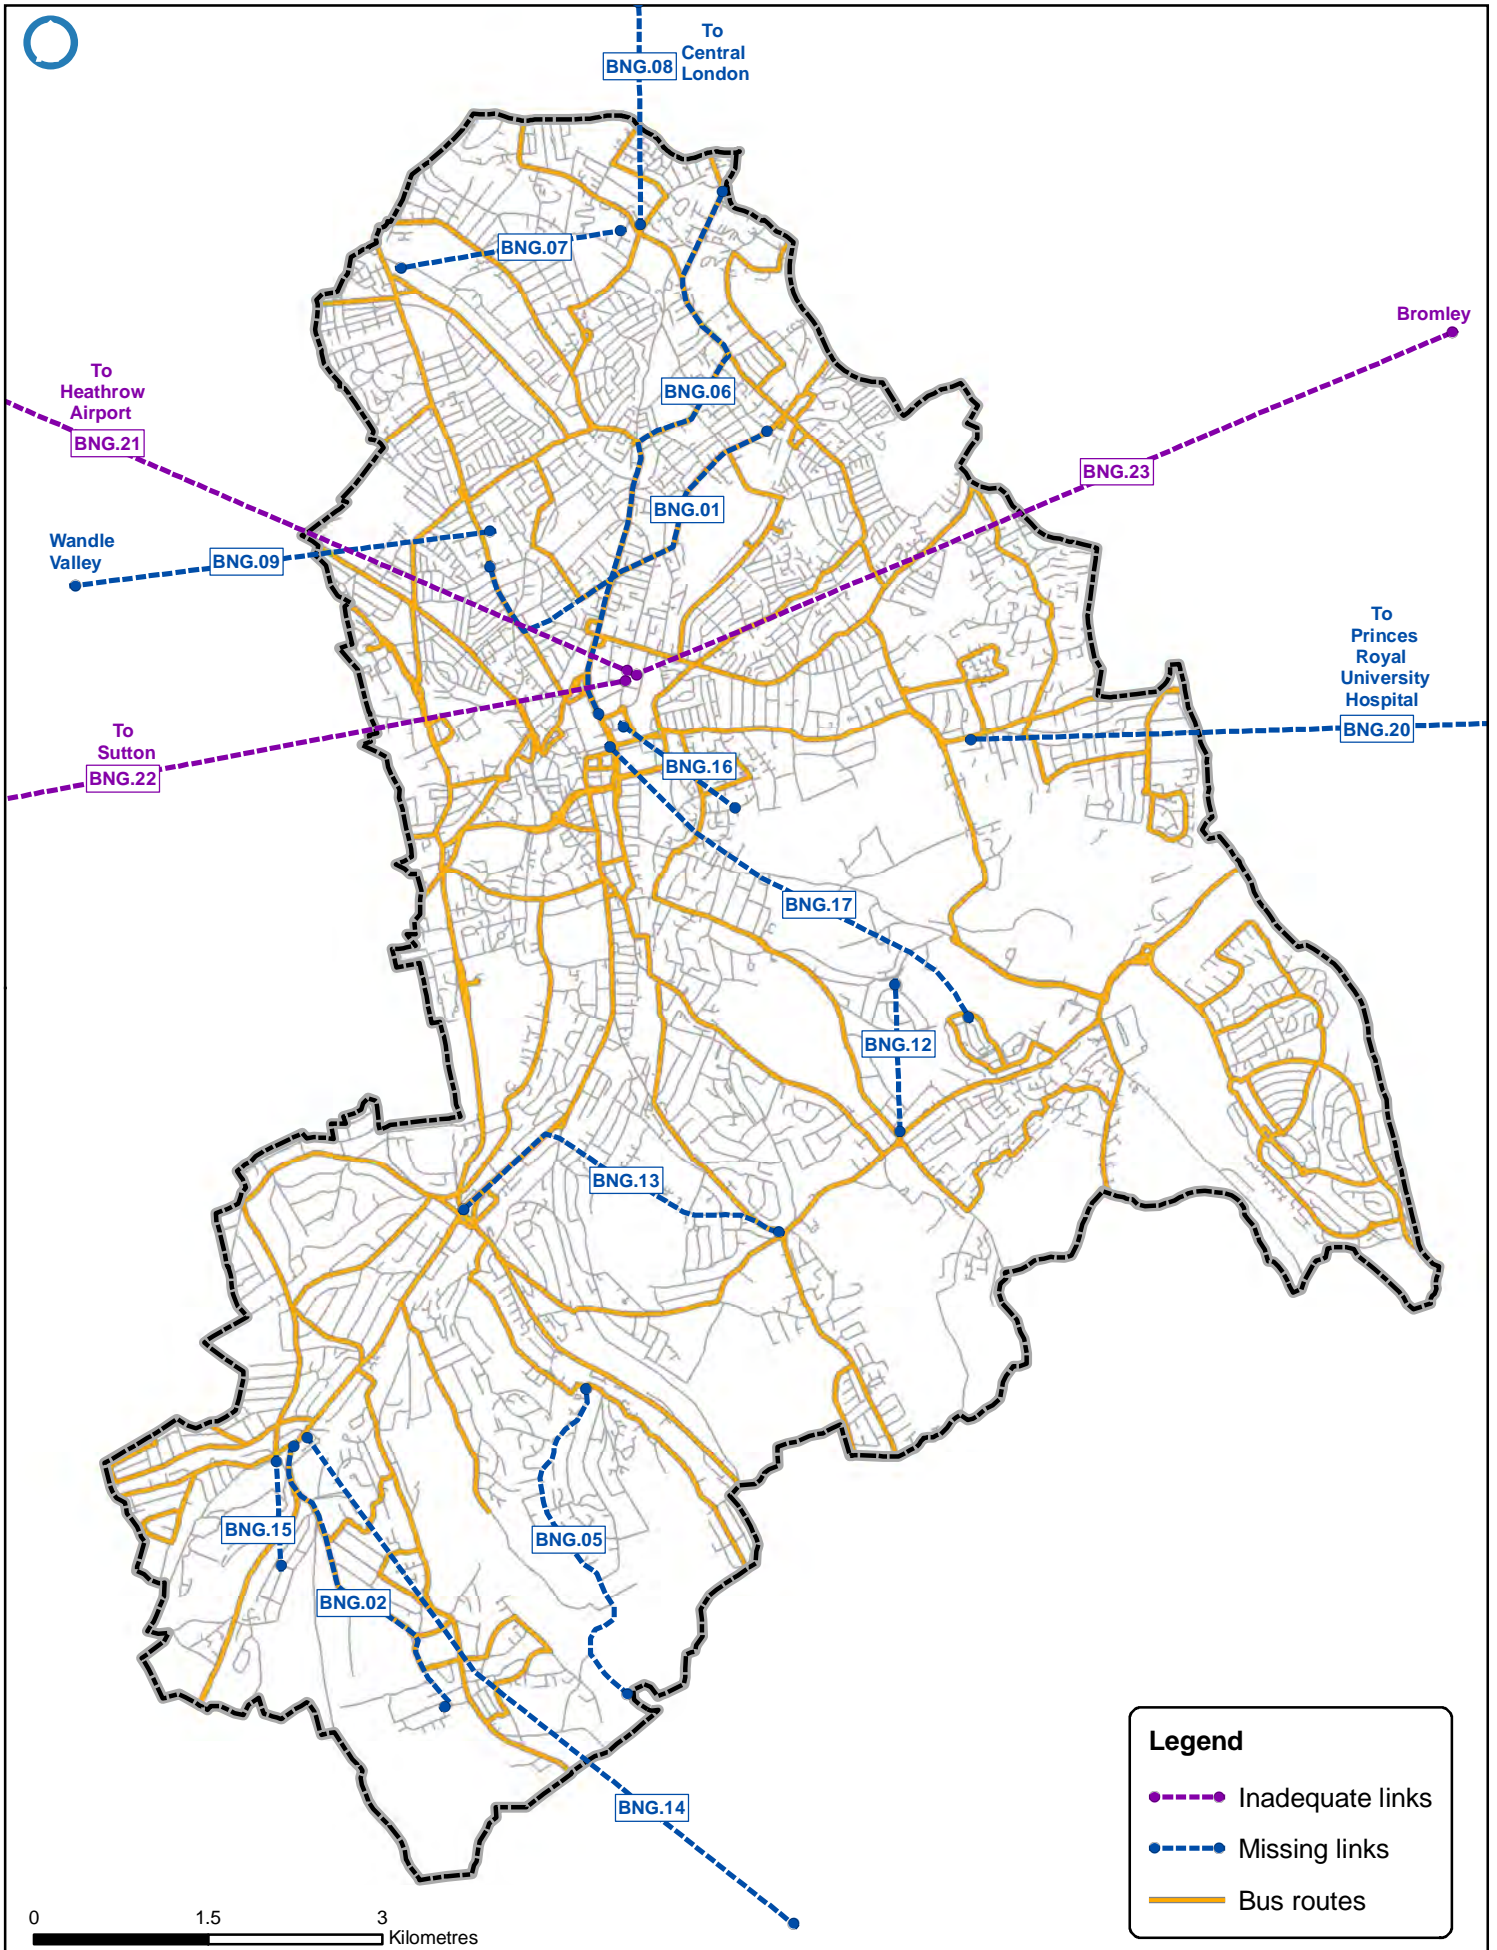 To
Central
London
BNG.08
BNG.07
Bromley
To
Heathrow
Airport
BNG.21
BNG.06
BNG.23
BNG.01
Wandle
Valley
BNG.09
To
Princes
Royal
University
Hospital
BNG.20
To
Sutton
BNG.22
BNG.16
BNG.17
BNG.12
BNG.13
BNG.15
BNG.05
BNG.02
BNG.14
Legend
Inadequate links
Missing links
Bus routes
0 1.5 3
Kilometres